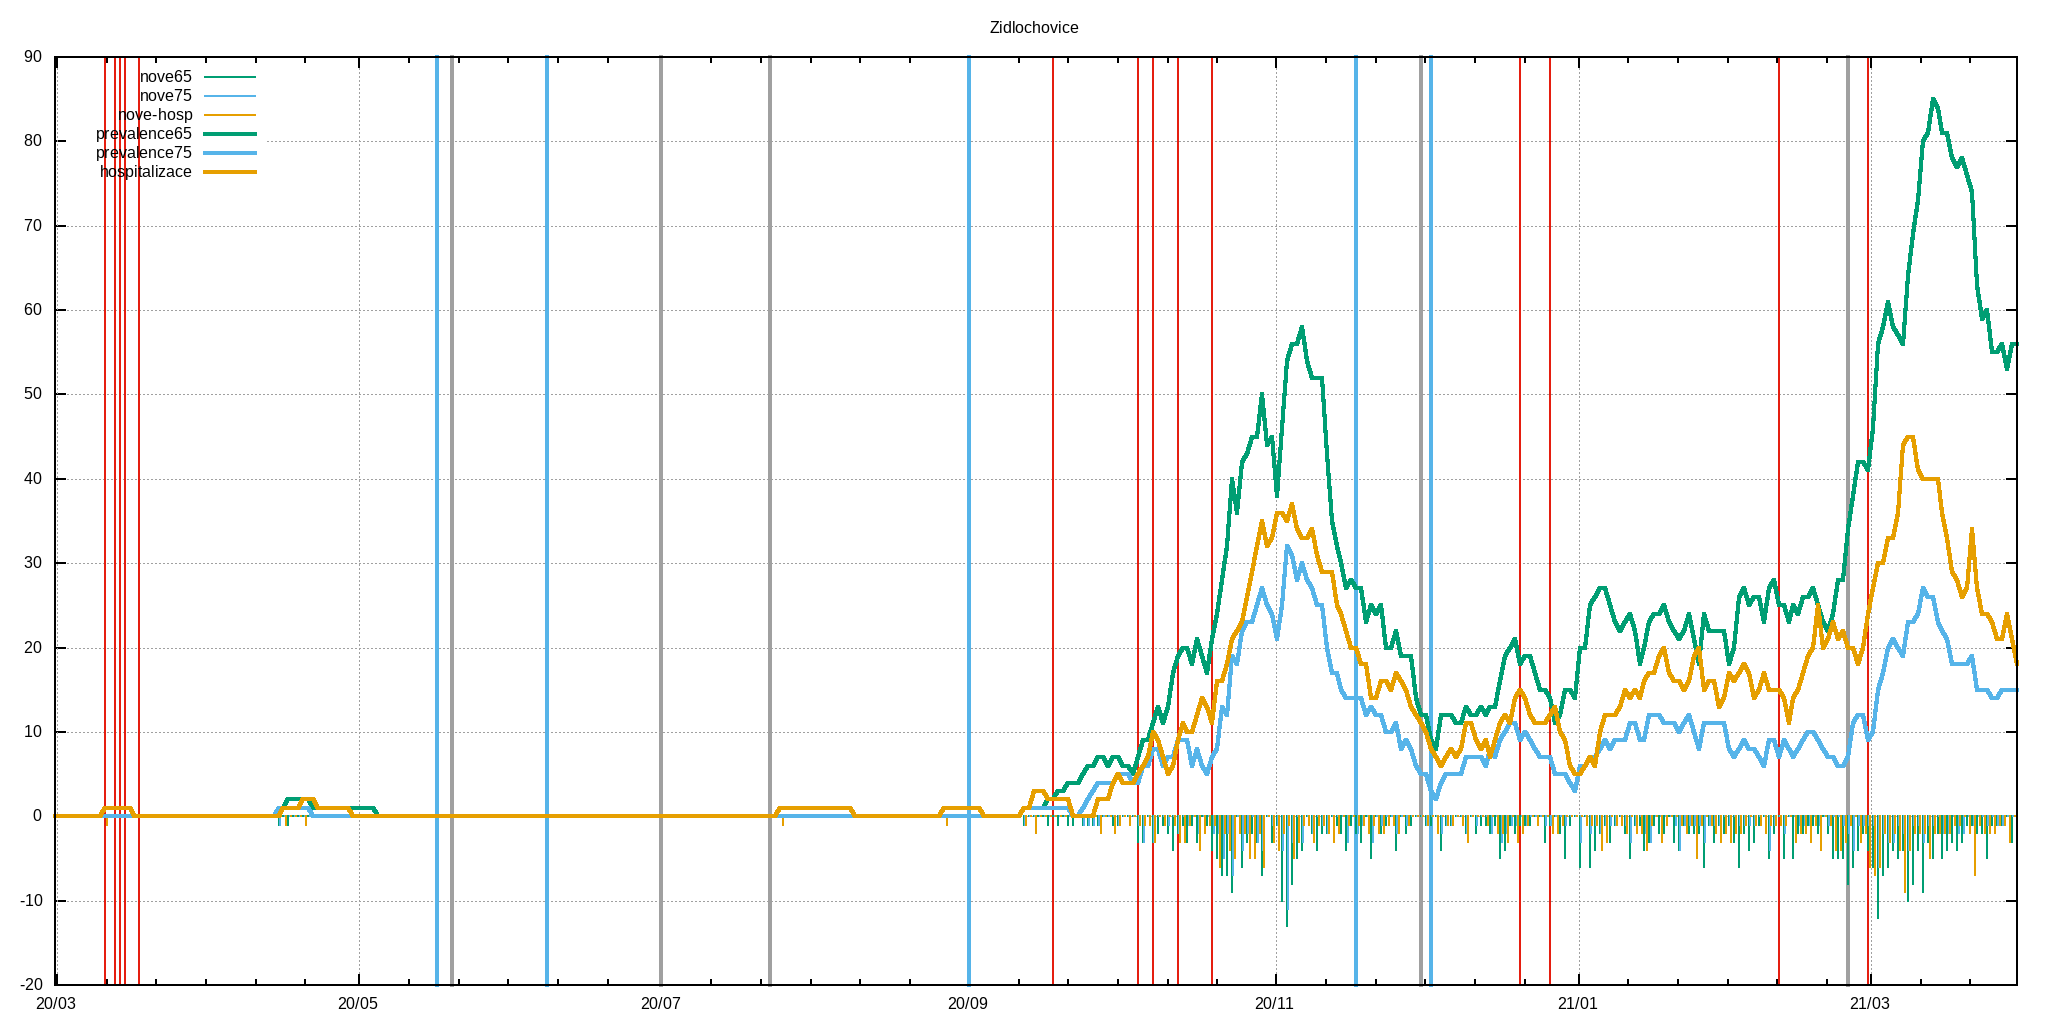 Zidlochovice
90
80
70
60
50
40
30
20
10
0
-10
-20
nove65
nove75
nove-hosp
prevalence65
prevalence75
hospitalizace
20/03 20/05 20/07 20/09 20/11 21/01 21/03